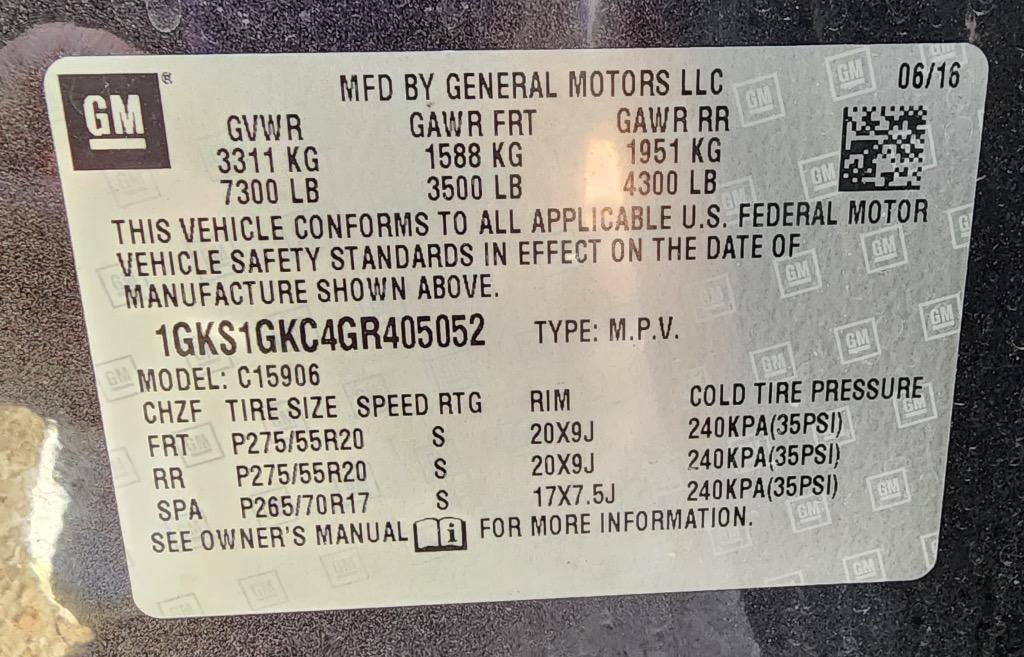 GM ® MFD BY GENERAL MOTORS LLC 06/16
GVWR GAWR FRT GAWR RR
3311 KG 1588 KG 1951 KG
7300 LB 3500 LB 4300 LB
THIS VEHICLE CONFORMS TO ALL APPLICABLE U.S. FEDERAL MOTOR
VEHICLE SAFETY STANDARDS IN EFFECT ON THE DATE OF
MANUFACTURE SHOWN ABOVE.
1GKS1GKC4GR405052 TYPE: M.P.V.
MODEL: C15906
CHZF TIRE SIZE SPEED RTG RIM COLD TIRE PRESSURE
FRT P275/55R20 S 20X9J 240KPA(35PSI)
RR P275/55R20 S 20X9J 240KPA(35PSI)
SPA P265/70R17 S 17X7.5J 240KPA(35PSI)
SEE OWNER'S MANUAL i FOR MORE INFORMATION.